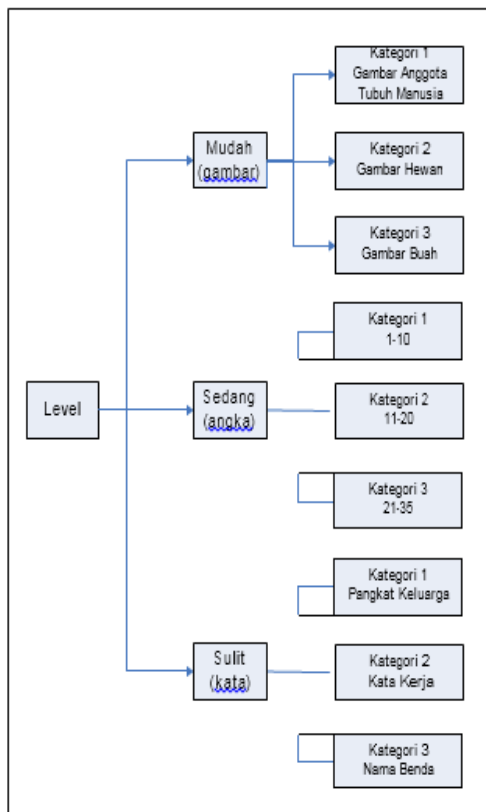 Kategori 1
Gambar Anggota
Tubuh Manusia
Mudah
(gambar)
Kategori 2
Gambar Hewan
Kategori 3
Gambar Buah
Kategori 1
1-10
Level
Sedang
(angka)
Kategori 2
11-20
Kategori 3
21-35
Kategori 1
Pangkat Keluarga
Sulit
(kata)
Kategori 2
Kata Kerja
Kategori 3
Nama Benda